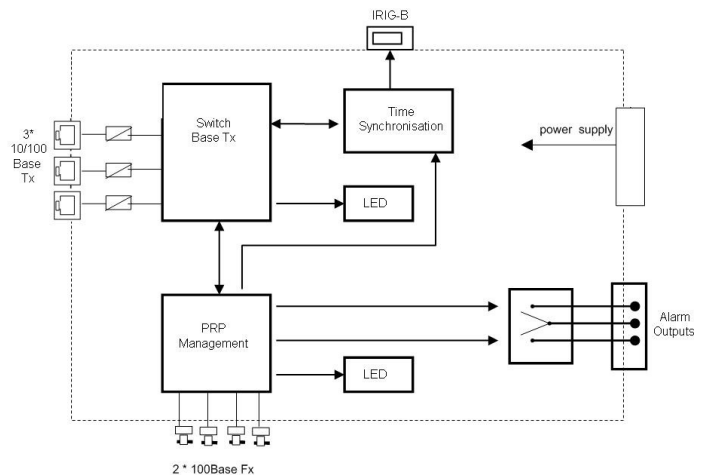 IRIG-B
Switch
Base Tx
Time
Synchronisation
3*
10/100
Base
Tx
power supply
LED
PRP
Management
Alarm
Outputs
LED
2 * 100Base Fx